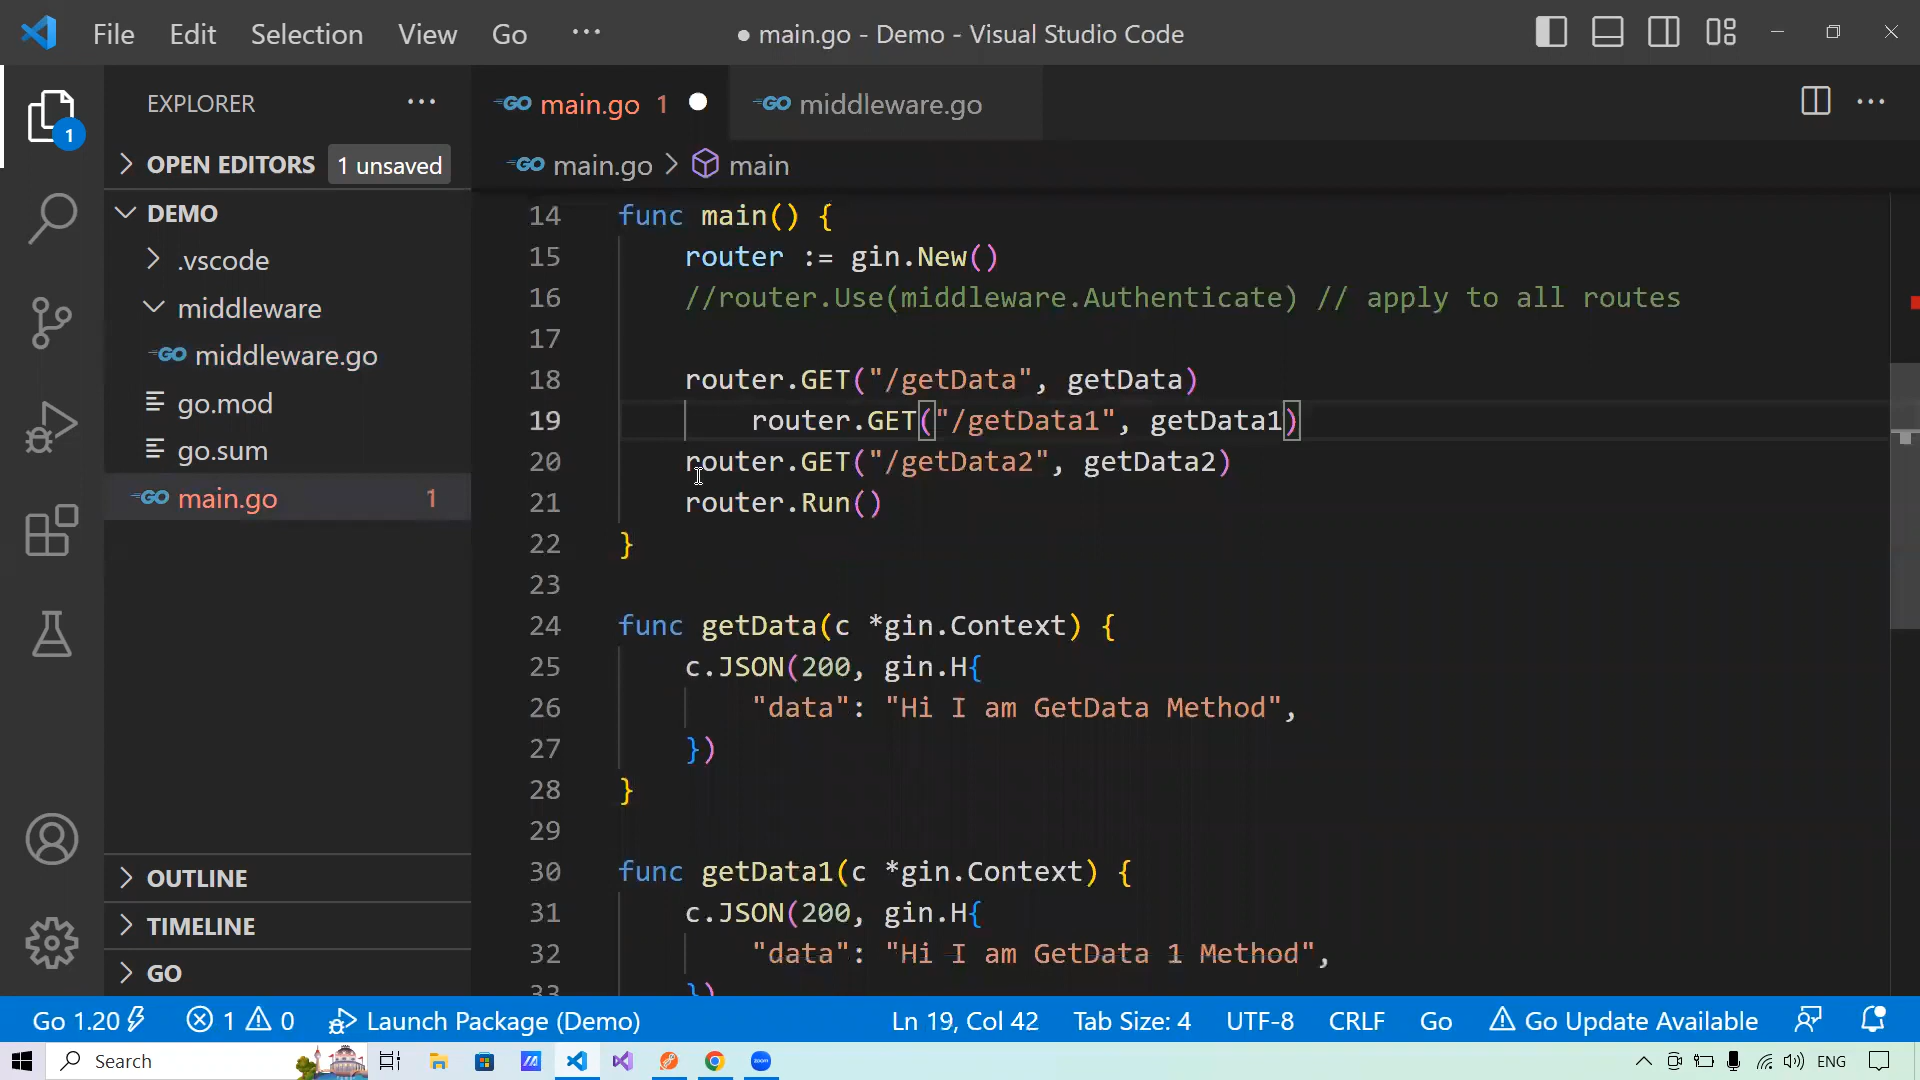 File Edit Selection View Go ··· ● main.go - Demo - Visual Studio Code
EXPLORER ···
GO main.go 1 ●
GO middleware.go
OPEN EDITORS 1 unsaved
GO main.go > main
DEMO
.vscode
middleware
GO middleware.go
go.mod
go.sum
GO main.go 1
14 func main() {
15 router := gin.New()
16 //router.Use(middleware.Authenticate) // apply to all routes
17
18 router.GET("/getData", getData)
19 router.GET("/getData1", getData1)
20 router.GET("/getData2", getData2)
21 router.Run()
22 }
23
24 func getData(c *gin.Context) {
25 c.JSON(200, gin.H{
26 "data": "Hi I am GetData Method",
27 })
28 }
29
30 func getData1(c *gin.Context) {
31 c.JSON(200, gin.H{
32 "data": "Hi I am GetData 1 Method",
33 })
1
OUTLINE
TIMELINE
GO
Go 1.20 1 0 Launch Package (Demo) Ln 19, Col 42 Tab Size: 4 UTF-8 CRLF Go Go Update Available
Search zoom ENG